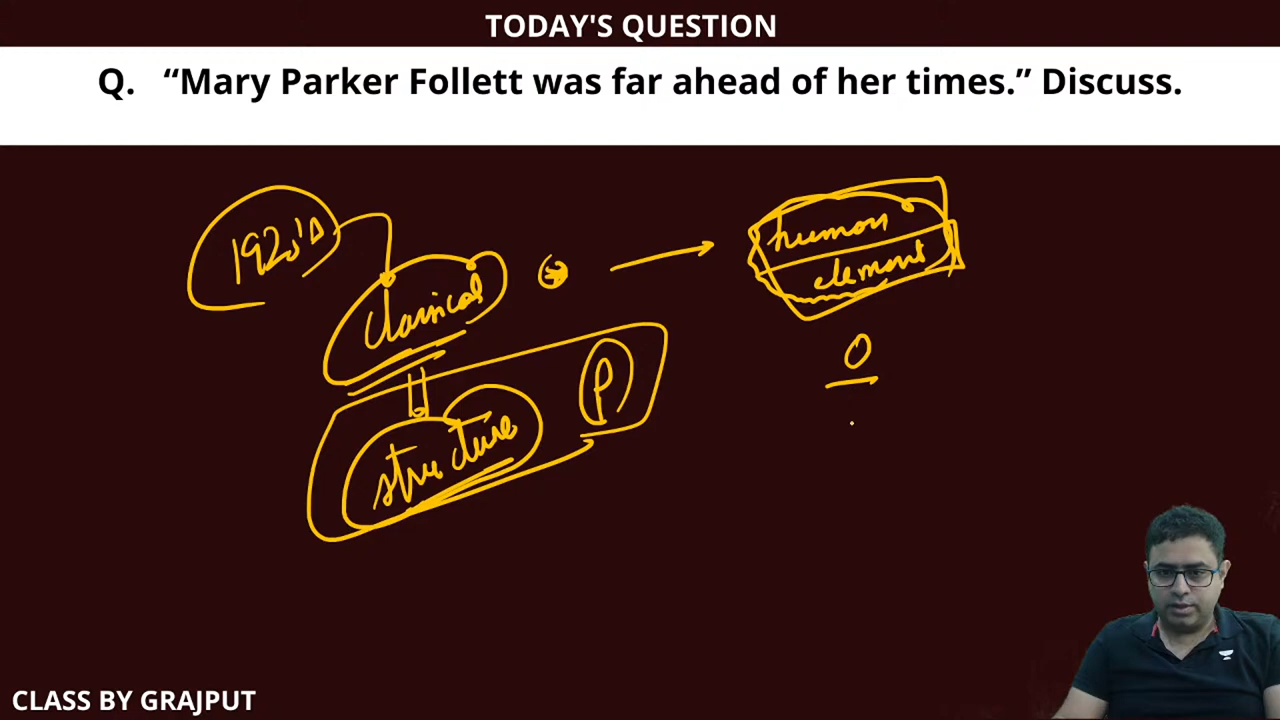 TODAY'S QUESTION
Q. “Mary Parker Follett was far ahead of her times.” Discuss.
1920's
classical
human
element
O
structure
P
CLASS BY GRAJPUT